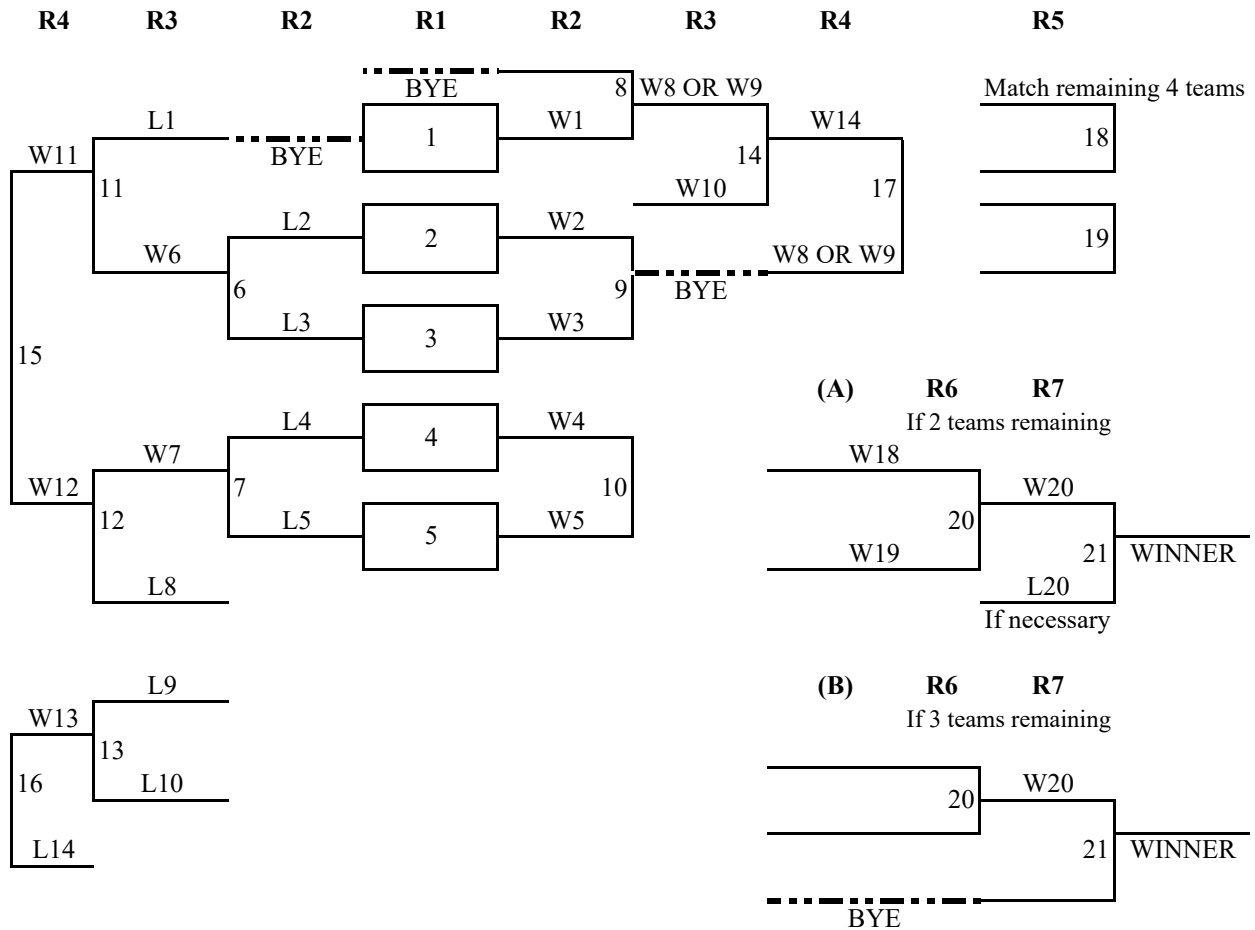 R4 R3 R2 R1 R2 R3 R4 R5
BYE
8
W8 OR W9
Match remaining 4 teams
L1
BYE
1
W1
W14
18
W11
14
11
W10
17
L2
2
W2
W6
W8 OR W9
19
6
9
BYE
L3
3
W3
15
(A) R6 R7
If 2 teams remaining
L4
4
W4
W7
W18
W12
7
10
W20
12
L5
5
W5
20
W19
21
WINNER
L8
L20
If necessary
L9
(B) R6 R7
W13
If 3 teams remaining
13
16
L10
20
W20
L14
21
WINNER
BYE